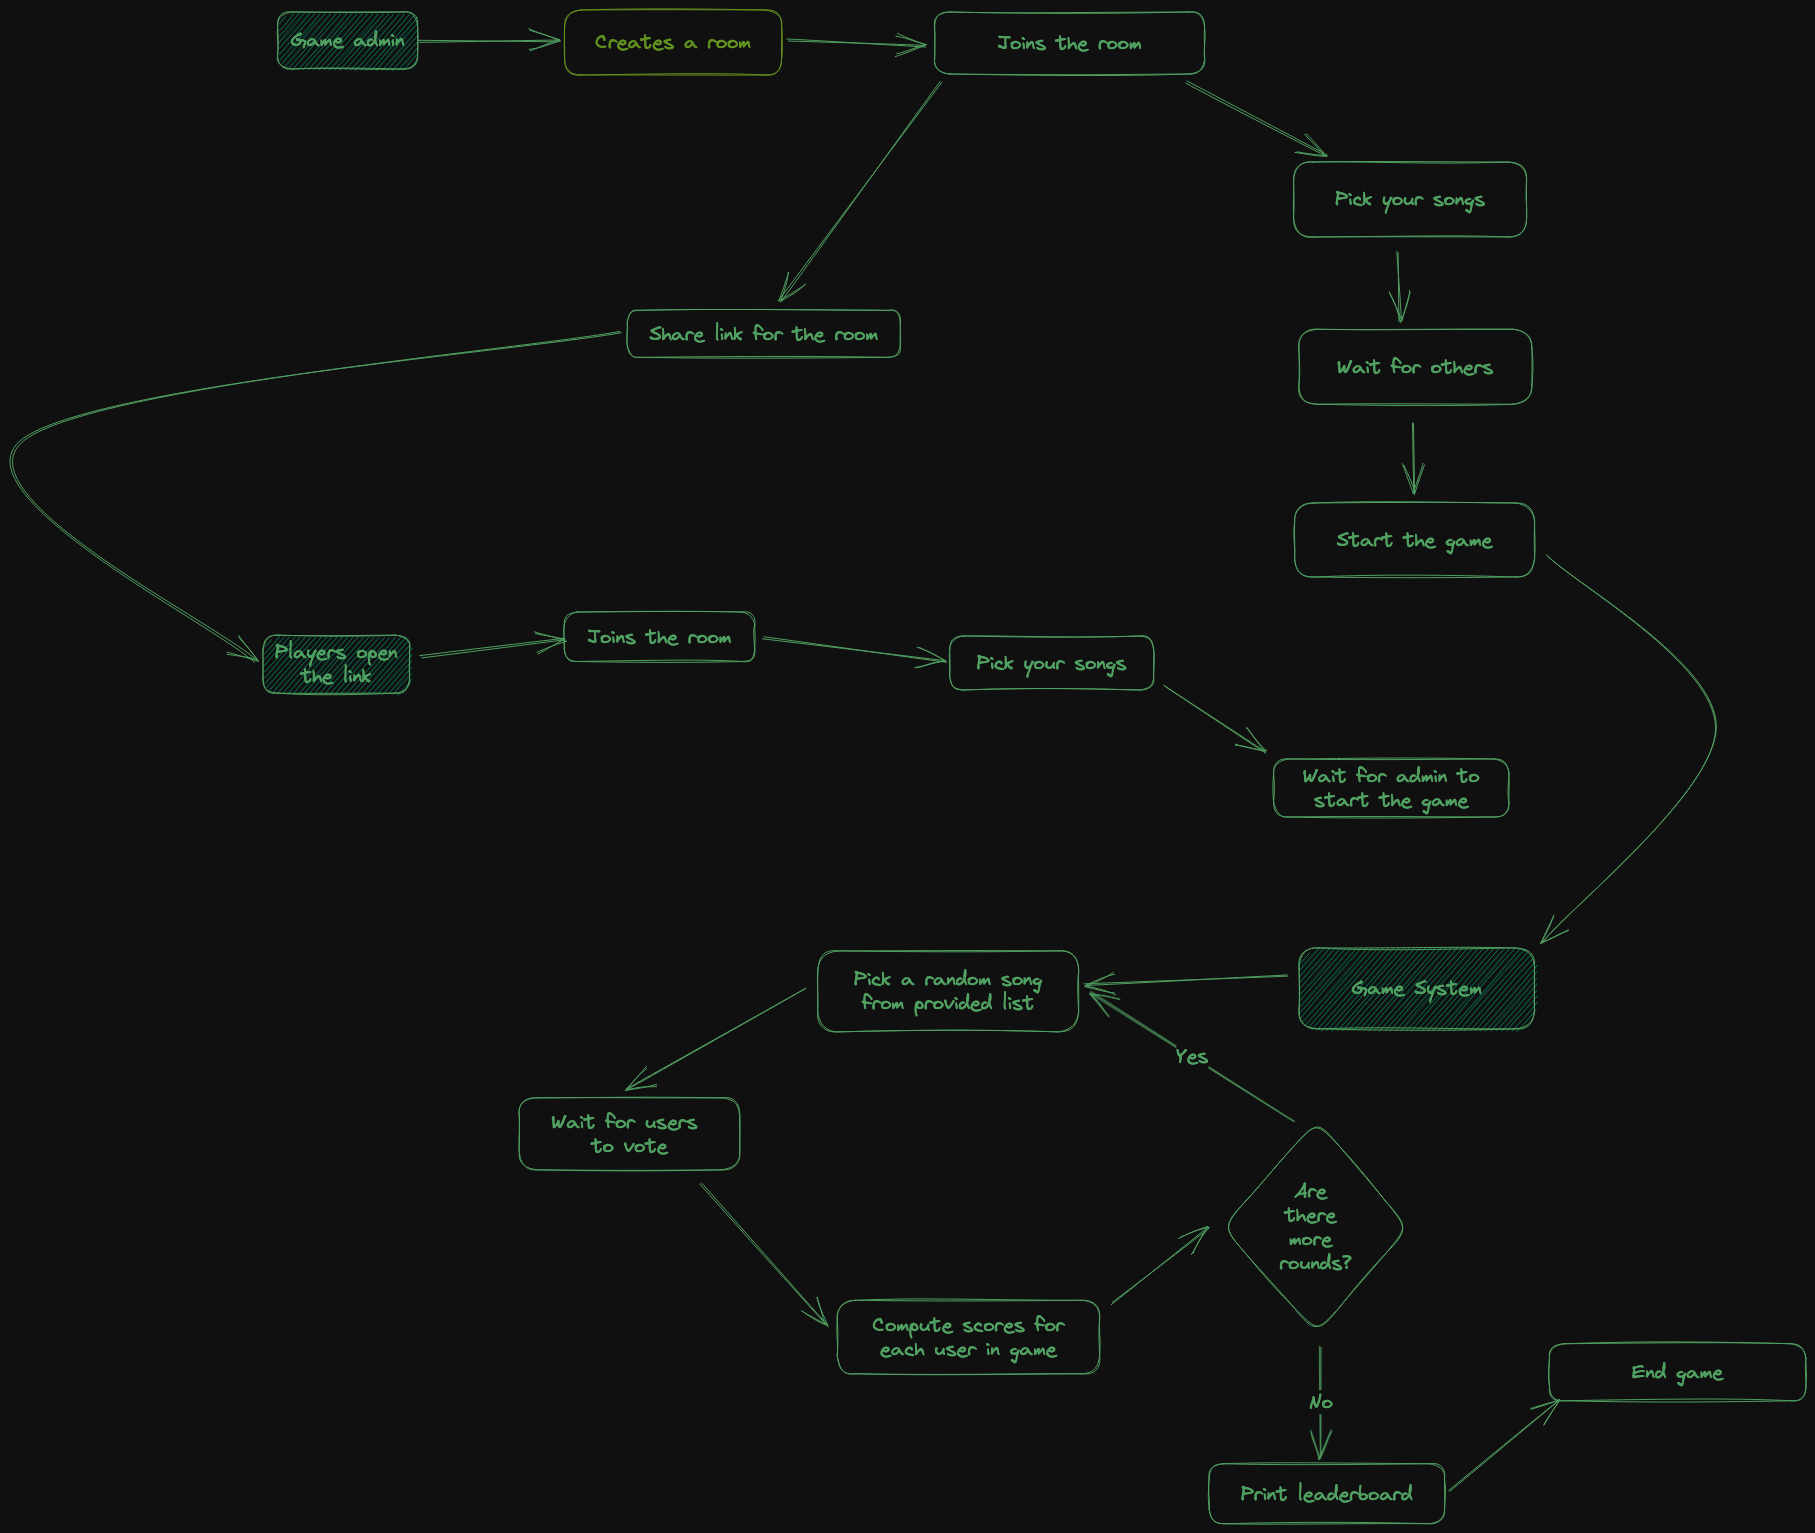 Game admin
Creates a room
Joins the room
Pick your songs
Share link for the room
Wait for others
Start the game
Players open
the link
Joins the room
Pick your songs
Wait for admin to
start the game
Game System
Pick a random song
from provided list
Yes
Wait for users
to vote
Are
there
more
rounds?
Compute scores for
each user in game
No
End game
Print leaderboard